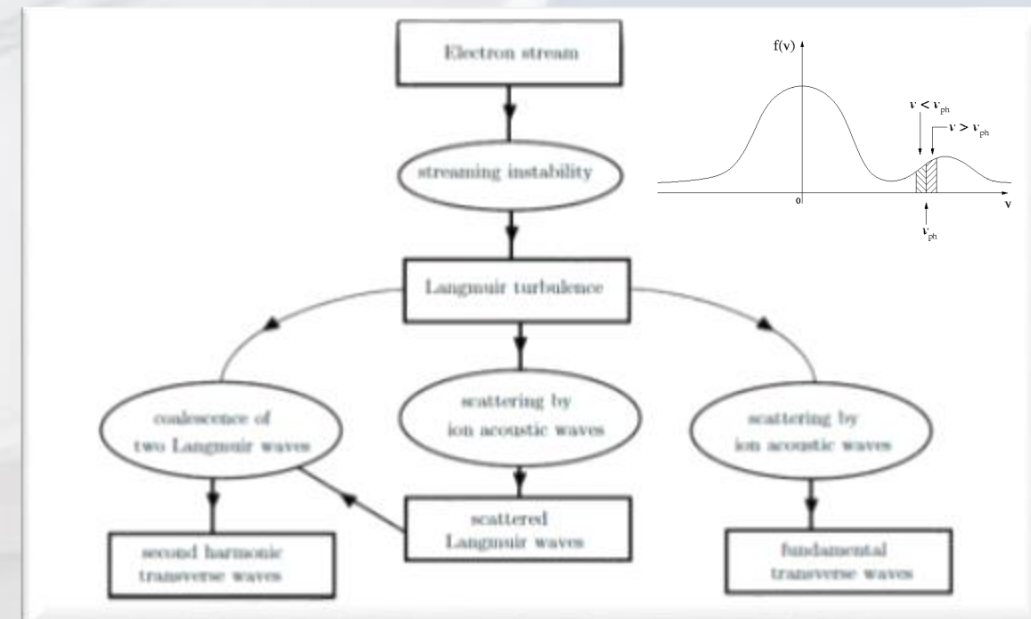 Electron stream
f(v)
v < v_ph
v > v_ph
0
v
v_ph
streaming instability
Langmuir turbulence
coalescence of
two Langmuir waves
scattering by
ion acoustic waves
scattering by
ion acoustic waves
scattered
Langmuir waves
second harmonic
transverse waves
fundamental
transverse waves